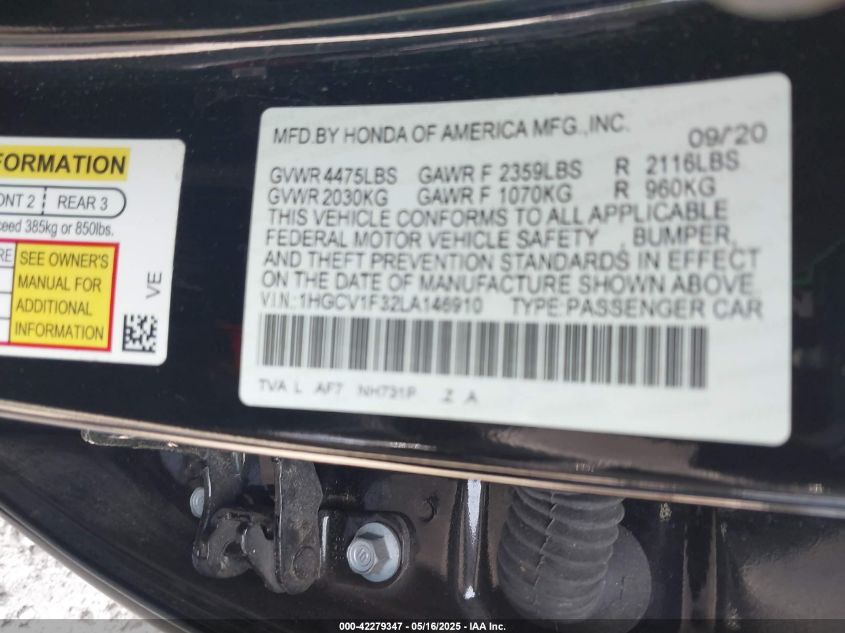 FORMATION
ONT 2 REAR 3
ceed 385kg or 850lbs.
RE
SEE OWNER'S
MANUAL FOR
ADDITIONAL
INFORMATION
VE
MFD.BY HONDA OF AMERICA MFG.,INC. 09/'20
GVWR 4475LBS GAWR F 2359LBS R 2116LBS
GVWR 2030KG GAWR F 1070KG R 960KG
THIS VEHICLE CONFORMS TO ALL APPLICABLE
FEDERAL MOTOR VEHICLE SAFETY , BUMPER,
AND THEFT PREVENTION STANDARDS IN EFFECT
ON THE DATE OF MANUFACTURE SHOWN ABOVE.
V.I.N.:1HGCV1F32LA146910 TYPE:PASSENGER CAR
TVA L AF7 NH731P Z A
000-42279347 - 05/16/2025 - IAA Inc.